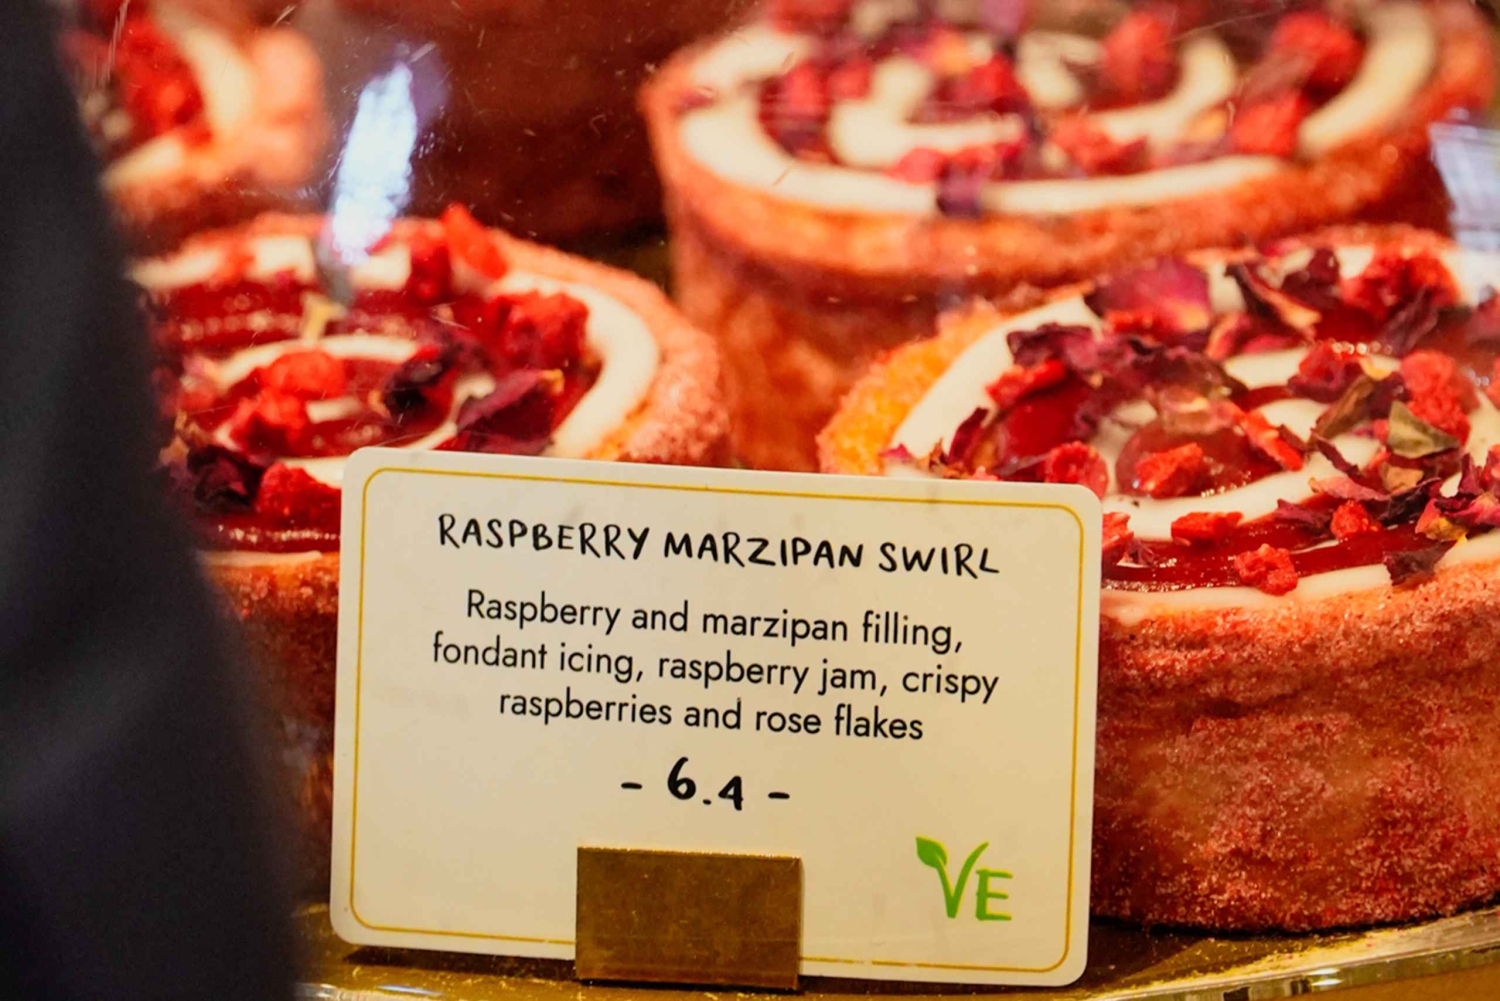 RASPBERRY MARZIPAN SWIRL
Raspberry and marzipan filling,
fondant icing, raspberry jam, crispy
raspberries and rose flakes
- 6.4 -
VE